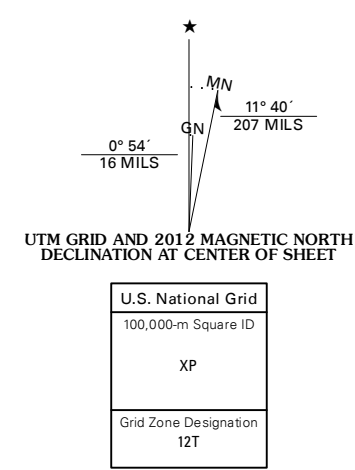 ★
MN
11° 40´
207 MILS
GN
0° 54´
16 MILS
UTM GRID AND 2012 MAGNETIC NORTH
DECLINATION AT CENTER OF SHEET
U.S. National Grid
100,000-m Square ID
XP
Grid Zone Designation
12T